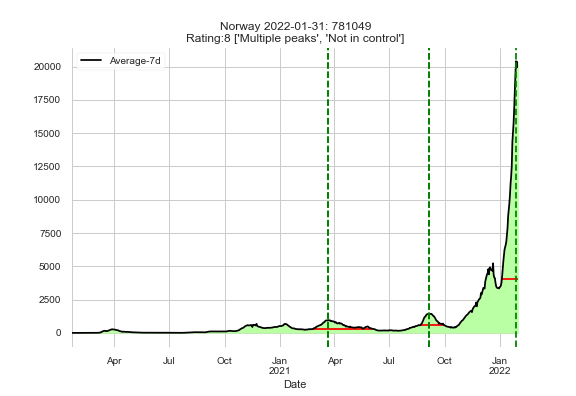 Norway 2022-01-31: 781049
Rating:8 ['Multiple peaks', 'Not in control']
Average-7d
20000
17500
15000
12500
10000
7500
5000
2500
0
Apr Jul Oct Jan Apr Jul Oct Jan
2021 2022
Date